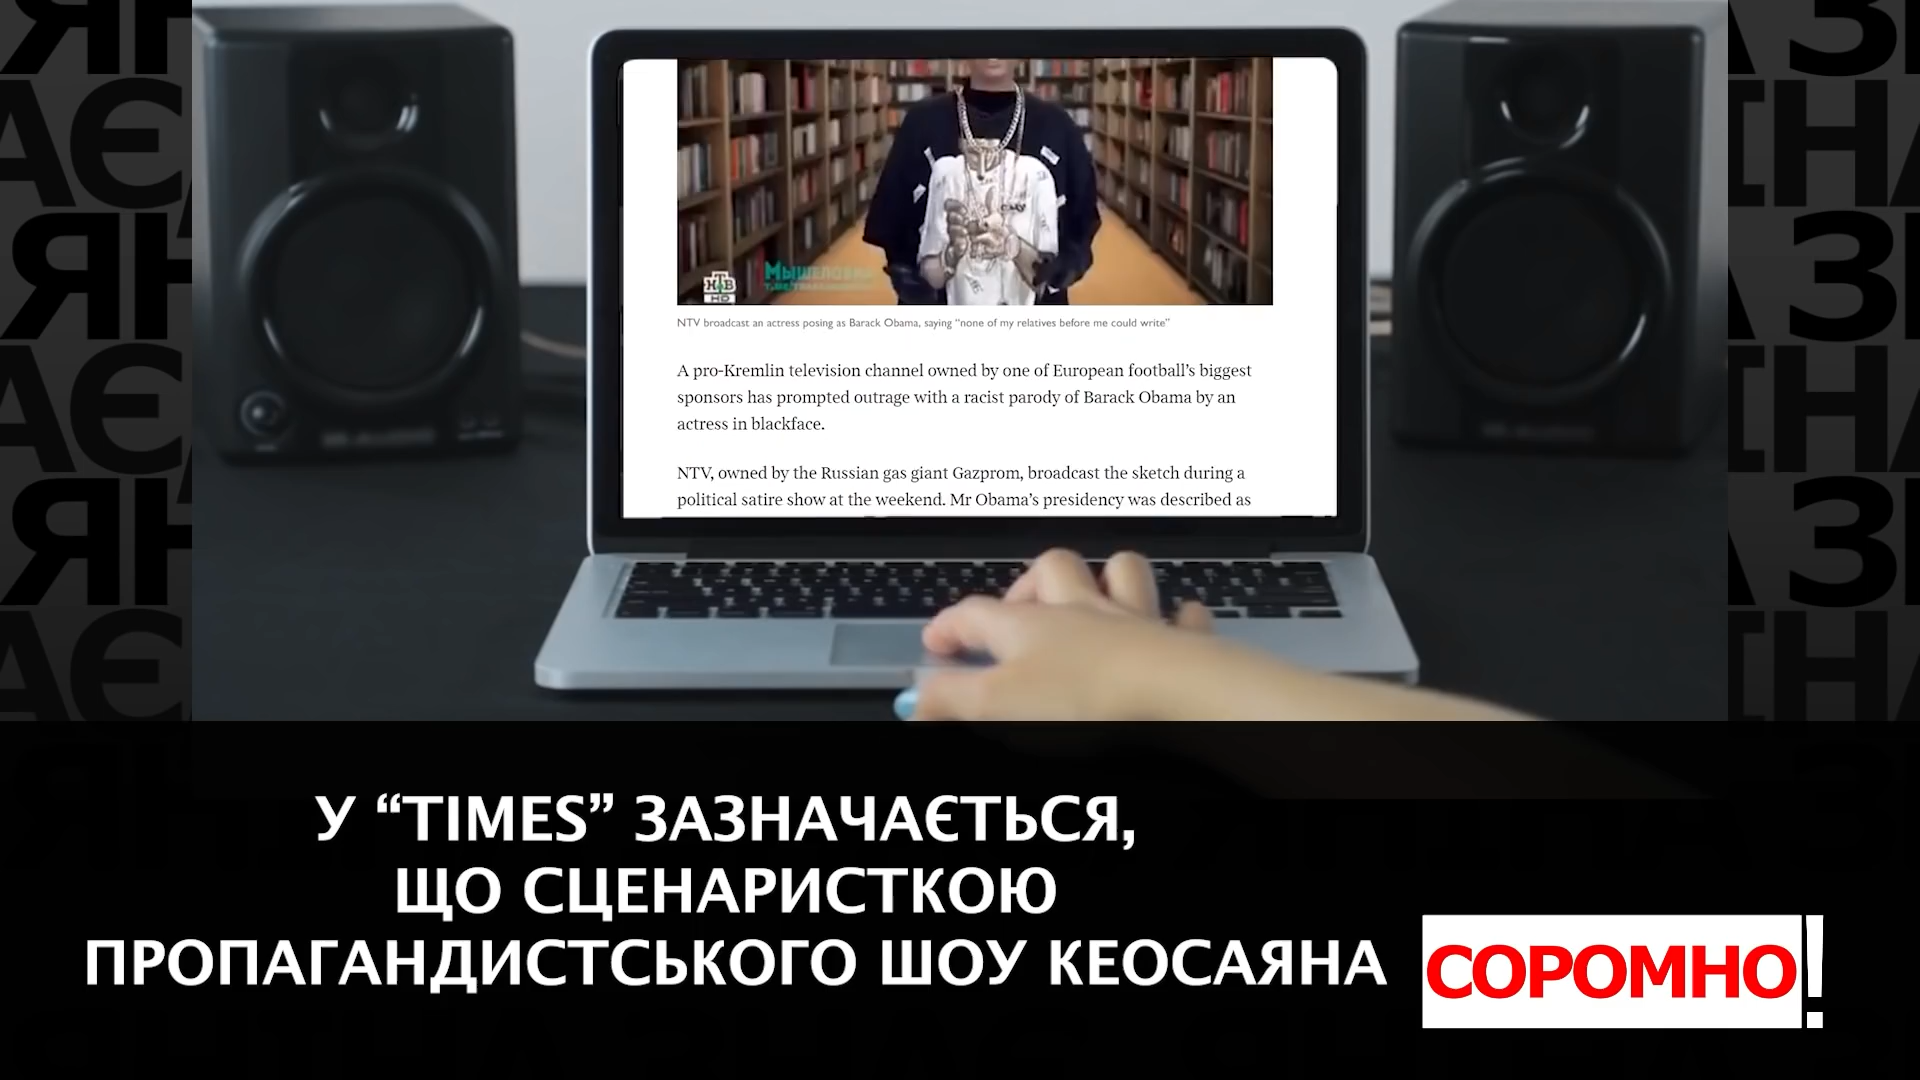 НТВ
HD
МЫШЕЛОВКА
NTV broadcast an actress posing as Barack Obama, saying “none of my relatives before me could write”
A pro-Kremlin television channel owned by one of European football’s biggest
sponsors has prompted outrage with a racist parody of Barack Obama by an
actress in blackface.
NTV, owned by the Russian gas giant Gazprom, broadcast the sketch during a
political satire show at the weekend. Mr Obama’s presidency was described as
У “TIMES” ЗАЗНАЧАЄТЬСЯ,
ЩО СЦЕНАРИСТКОЮ
ПРОПАГАНДИСТСЬКОГО ШОУ КЕОСАЯНА
СОРОМНО!